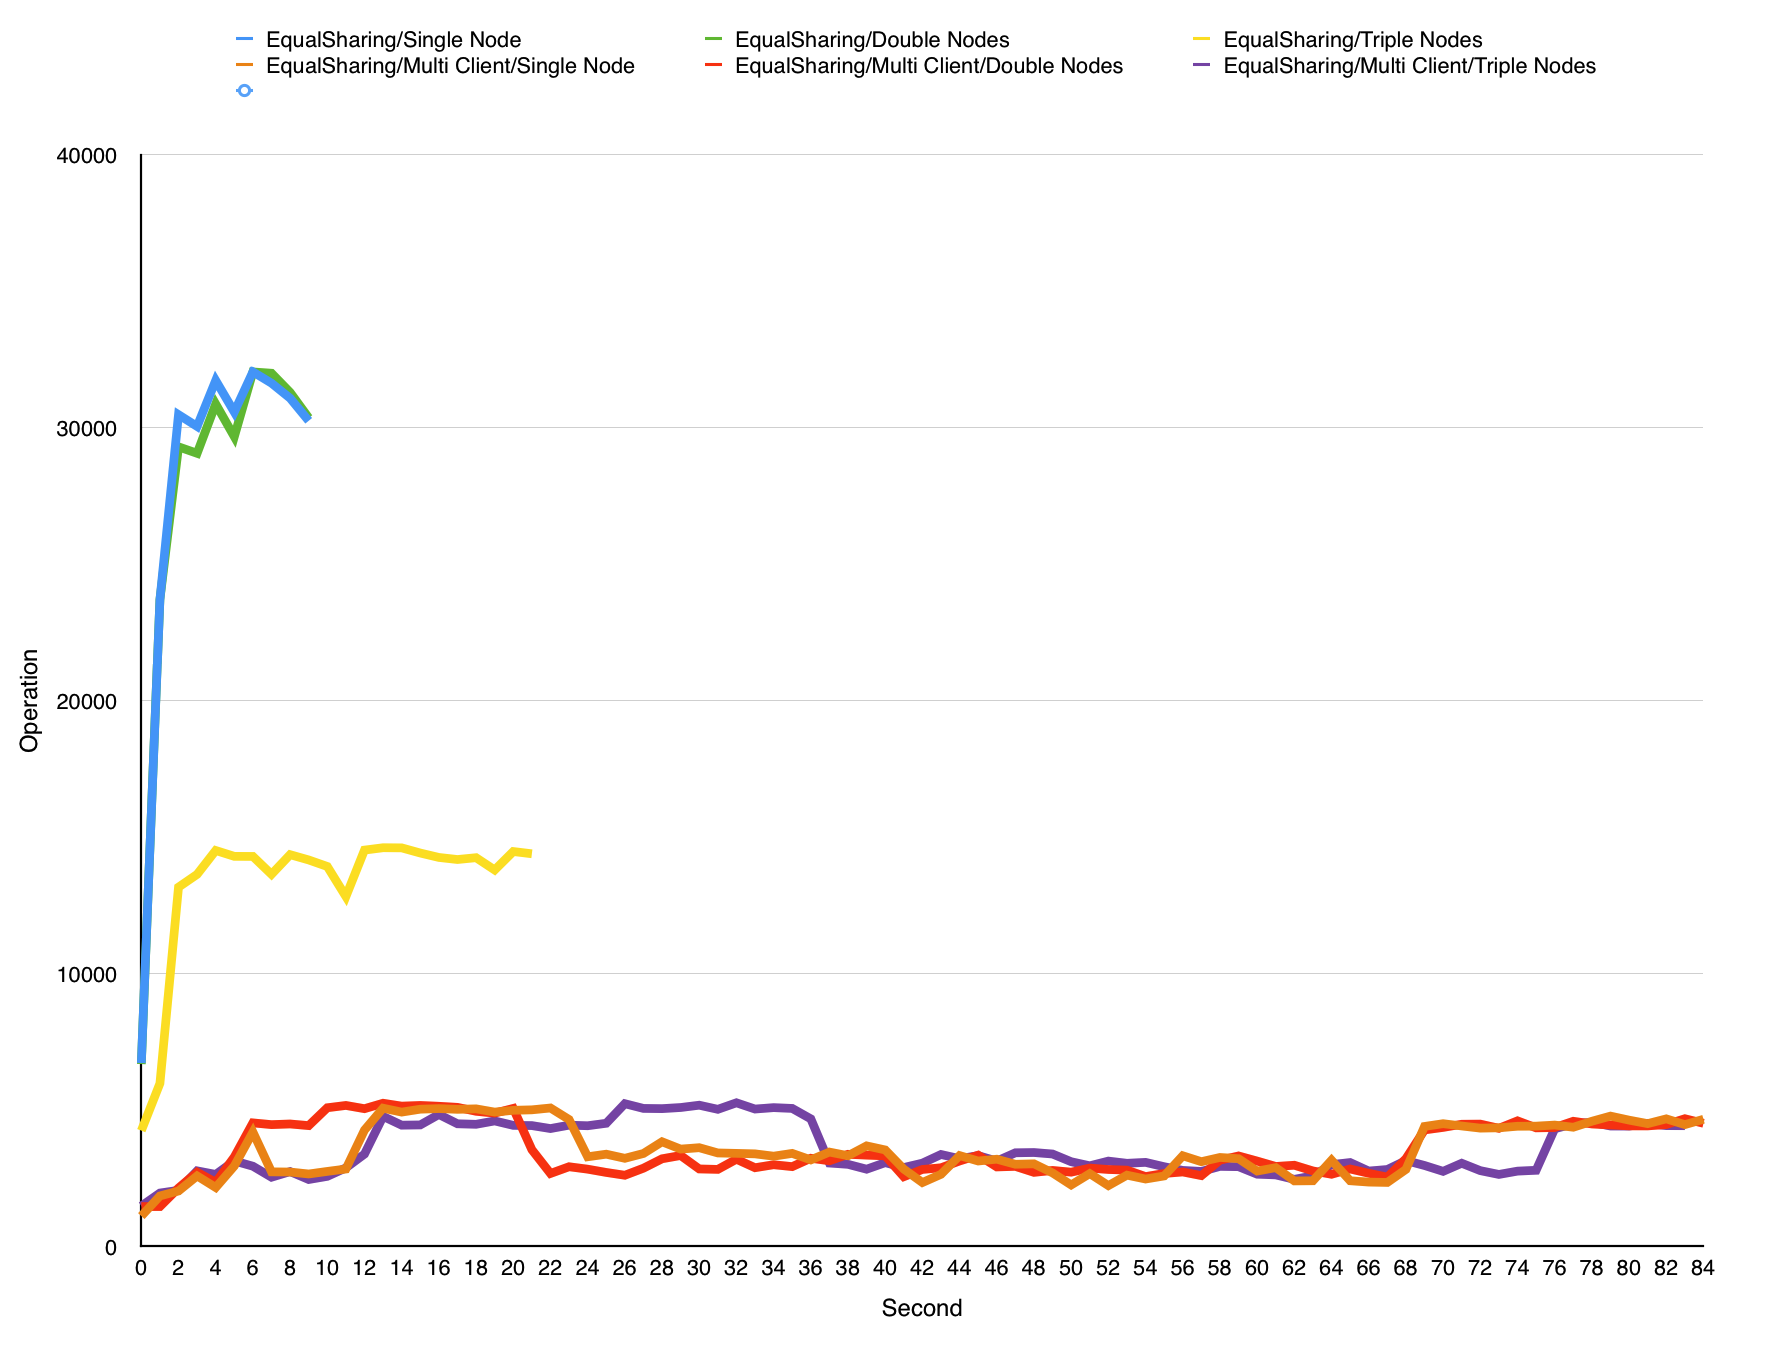 EqualSharing/Single Node EqualSharing/Double Nodes EqualSharing/Triple Nodes
EqualSharing/Multi Client/Single Node EqualSharing/Multi Client/Double Nodes EqualSharing/Multi Client/Triple Nodes
40000
30000
20000
10000
0
Operation
0 2 4 6 8 10 12 14 16 18 20 22 24 26 28 30 32 34 36 38 40 42 44 46 48 50 52 54 56 58 60 62 64 66 68 70 72 74 76 78 80 82 84
Second